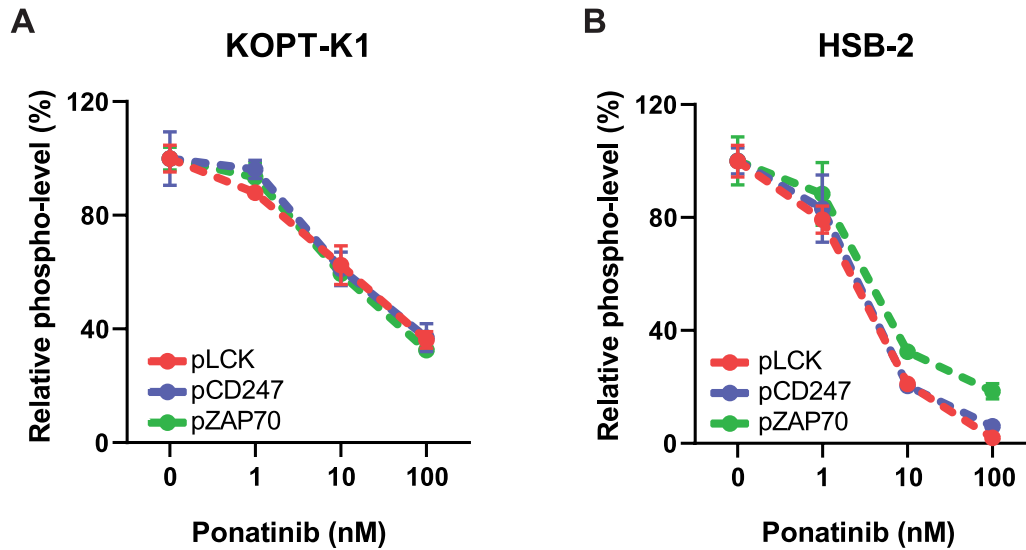 A
KOPT-K1
Relative phospho-level (%)
120
80
40
0
pLCK
pCD247
pZAP70
0 1 10 100
Ponatinib (nM)
B
HSB-2
Relative phospho-level (%)
120
80
40
0
pLCK
pCD247
pZAP70
0 1 10 100
Ponatinib (nM)